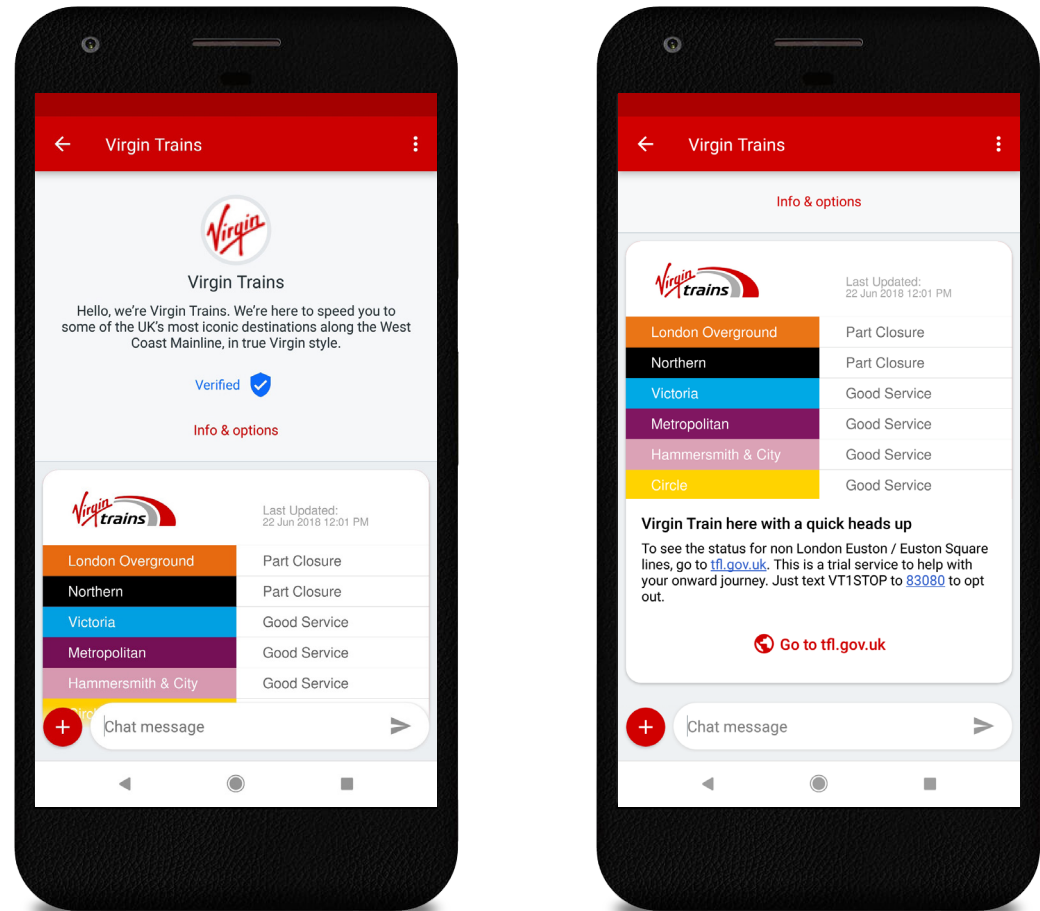 Virgin Trains
Virgin
Virgin Trains
Hello, we're Virgin Trains. We're here to speed you to
some of the UK's most iconic destinations along the West
Coast Mainline, in true Virgin style.
Verified
Info & options
Virgin trains
Last Updated:
22 Jun 2018 12:01 PM
London Overground Part Closure
Northern Part Closure
Victoria Good Service
Metropolitan Good Service
Hammersmith & City Good Service
Circle
Chat message
Virgin Trains
Info & options
Virgin trains
Last Updated:
22 Jun 2018 12:01 PM
London Overground Part Closure
Northern Part Closure
Victoria Good Service
Metropolitan Good Service
Hammersmith & City Good Service
Circle Good Service
Virgin Train here with a quick heads up
To see the status for non London Euston / Euston Square
lines, go to tfl.gov.uk. This is a trial service to help with
your onward journey. Just text VT1STOP to 83080 to opt
out.
Go to tfl.gov.uk
Chat message